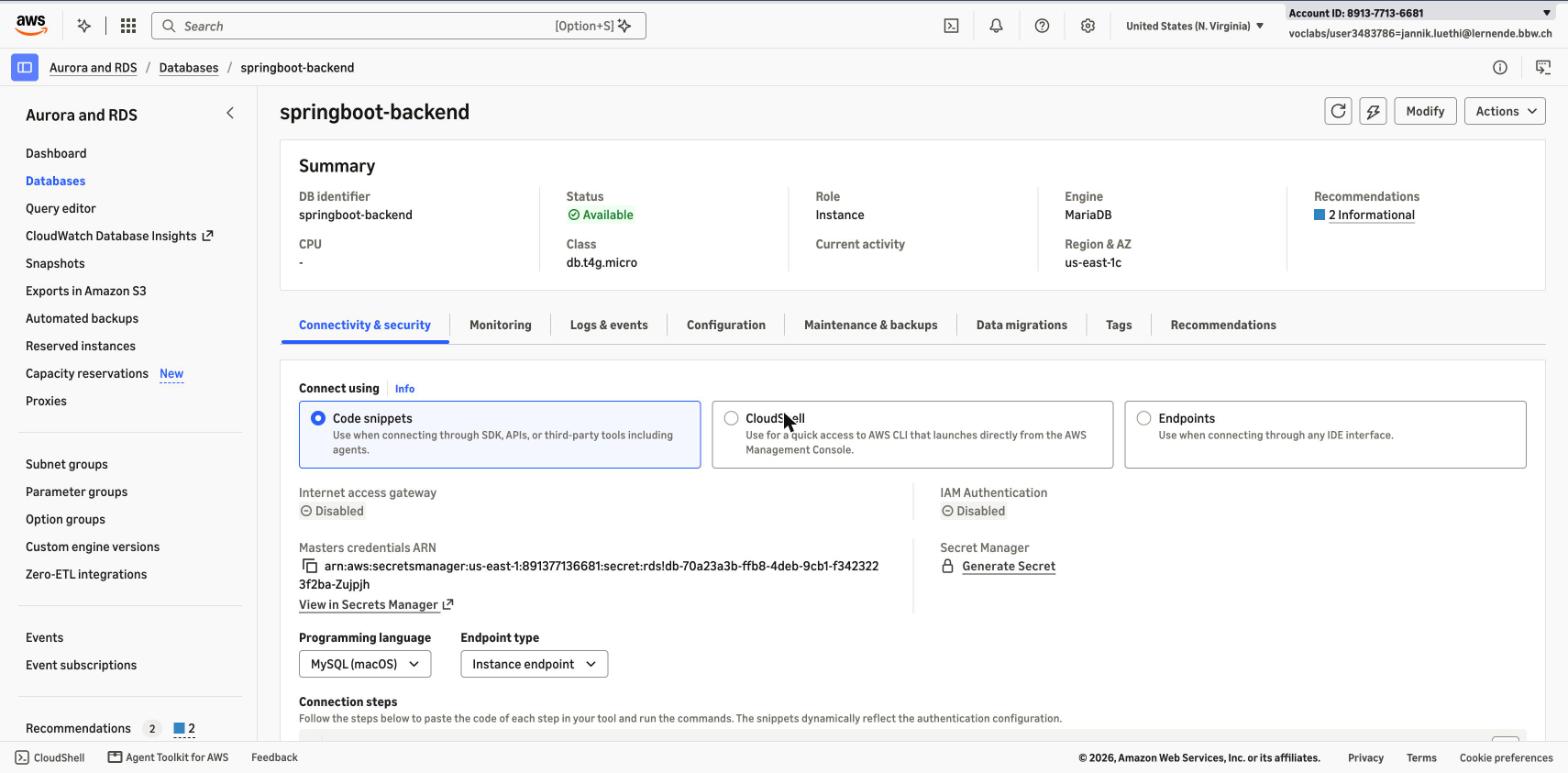 aws
Search
[Option+S]
United States (N. Virginia)
Account ID: 8913-7713-6681
voclabs/user3483786=jannik.luethi@lernende.bbw.ch
Aurora and RDS / Databases / springboot-backend
Aurora and RDS
Dashboard
Databases
Query editor
CloudWatch Database Insights
Snapshots
Exports in Amazon S3
Automated backups
Reserved instances
Capacity reservations New
Proxies
Subnet groups
Parameter groups
Option groups
Custom engine versions
Zero-ETL integrations
Events
Event subscriptions
Recommendations 2 2
springboot-backend
Modify
Actions
Summary
DB identifier
springboot-backend
Status
Available
Role
Instance
Engine
MariaDB
Recommendations
2 Informational
CPU
-
Class
db.t4g.micro
Current activity
Region & AZ
us-east-1c
Connectivity & security
Monitoring
Logs & events
Configuration
Maintenance & backups
Data migrations
Tags
Recommendations
Connect using
Info
Code snippets
Use when connecting through SDK, APIs, or third-party tools including
agents.
CloudShell
Use for a quick access to AWS CLI that launches directly from the AWS
Management Console.
Endpoints
Use when connecting through any IDE interface.
Internet access gateway
Disabled
IAM Authentication
Disabled
Masters credentials ARN
arn:aws:secretsmanager:us-east-1:891377136681:secret:rds!db-70a23a3b-ffb8-4deb-9cb1-f342322
3f2ba-Zujpjh
View in Secrets Manager
Secret Manager
Generate Secret
Programming language
MySQL (macOS)
Endpoint type
Instance endpoint
Connection steps
Follow the steps below to paste the code of each step in your tool and run the commands. The snippets dynamically reflect the authentication configuration.
CloudShell
Agent Toolkit for AWS
Feedback
© 2026, Amazon Web Services, Inc. or its affiliates.
Privacy
Terms
Cookie preferences